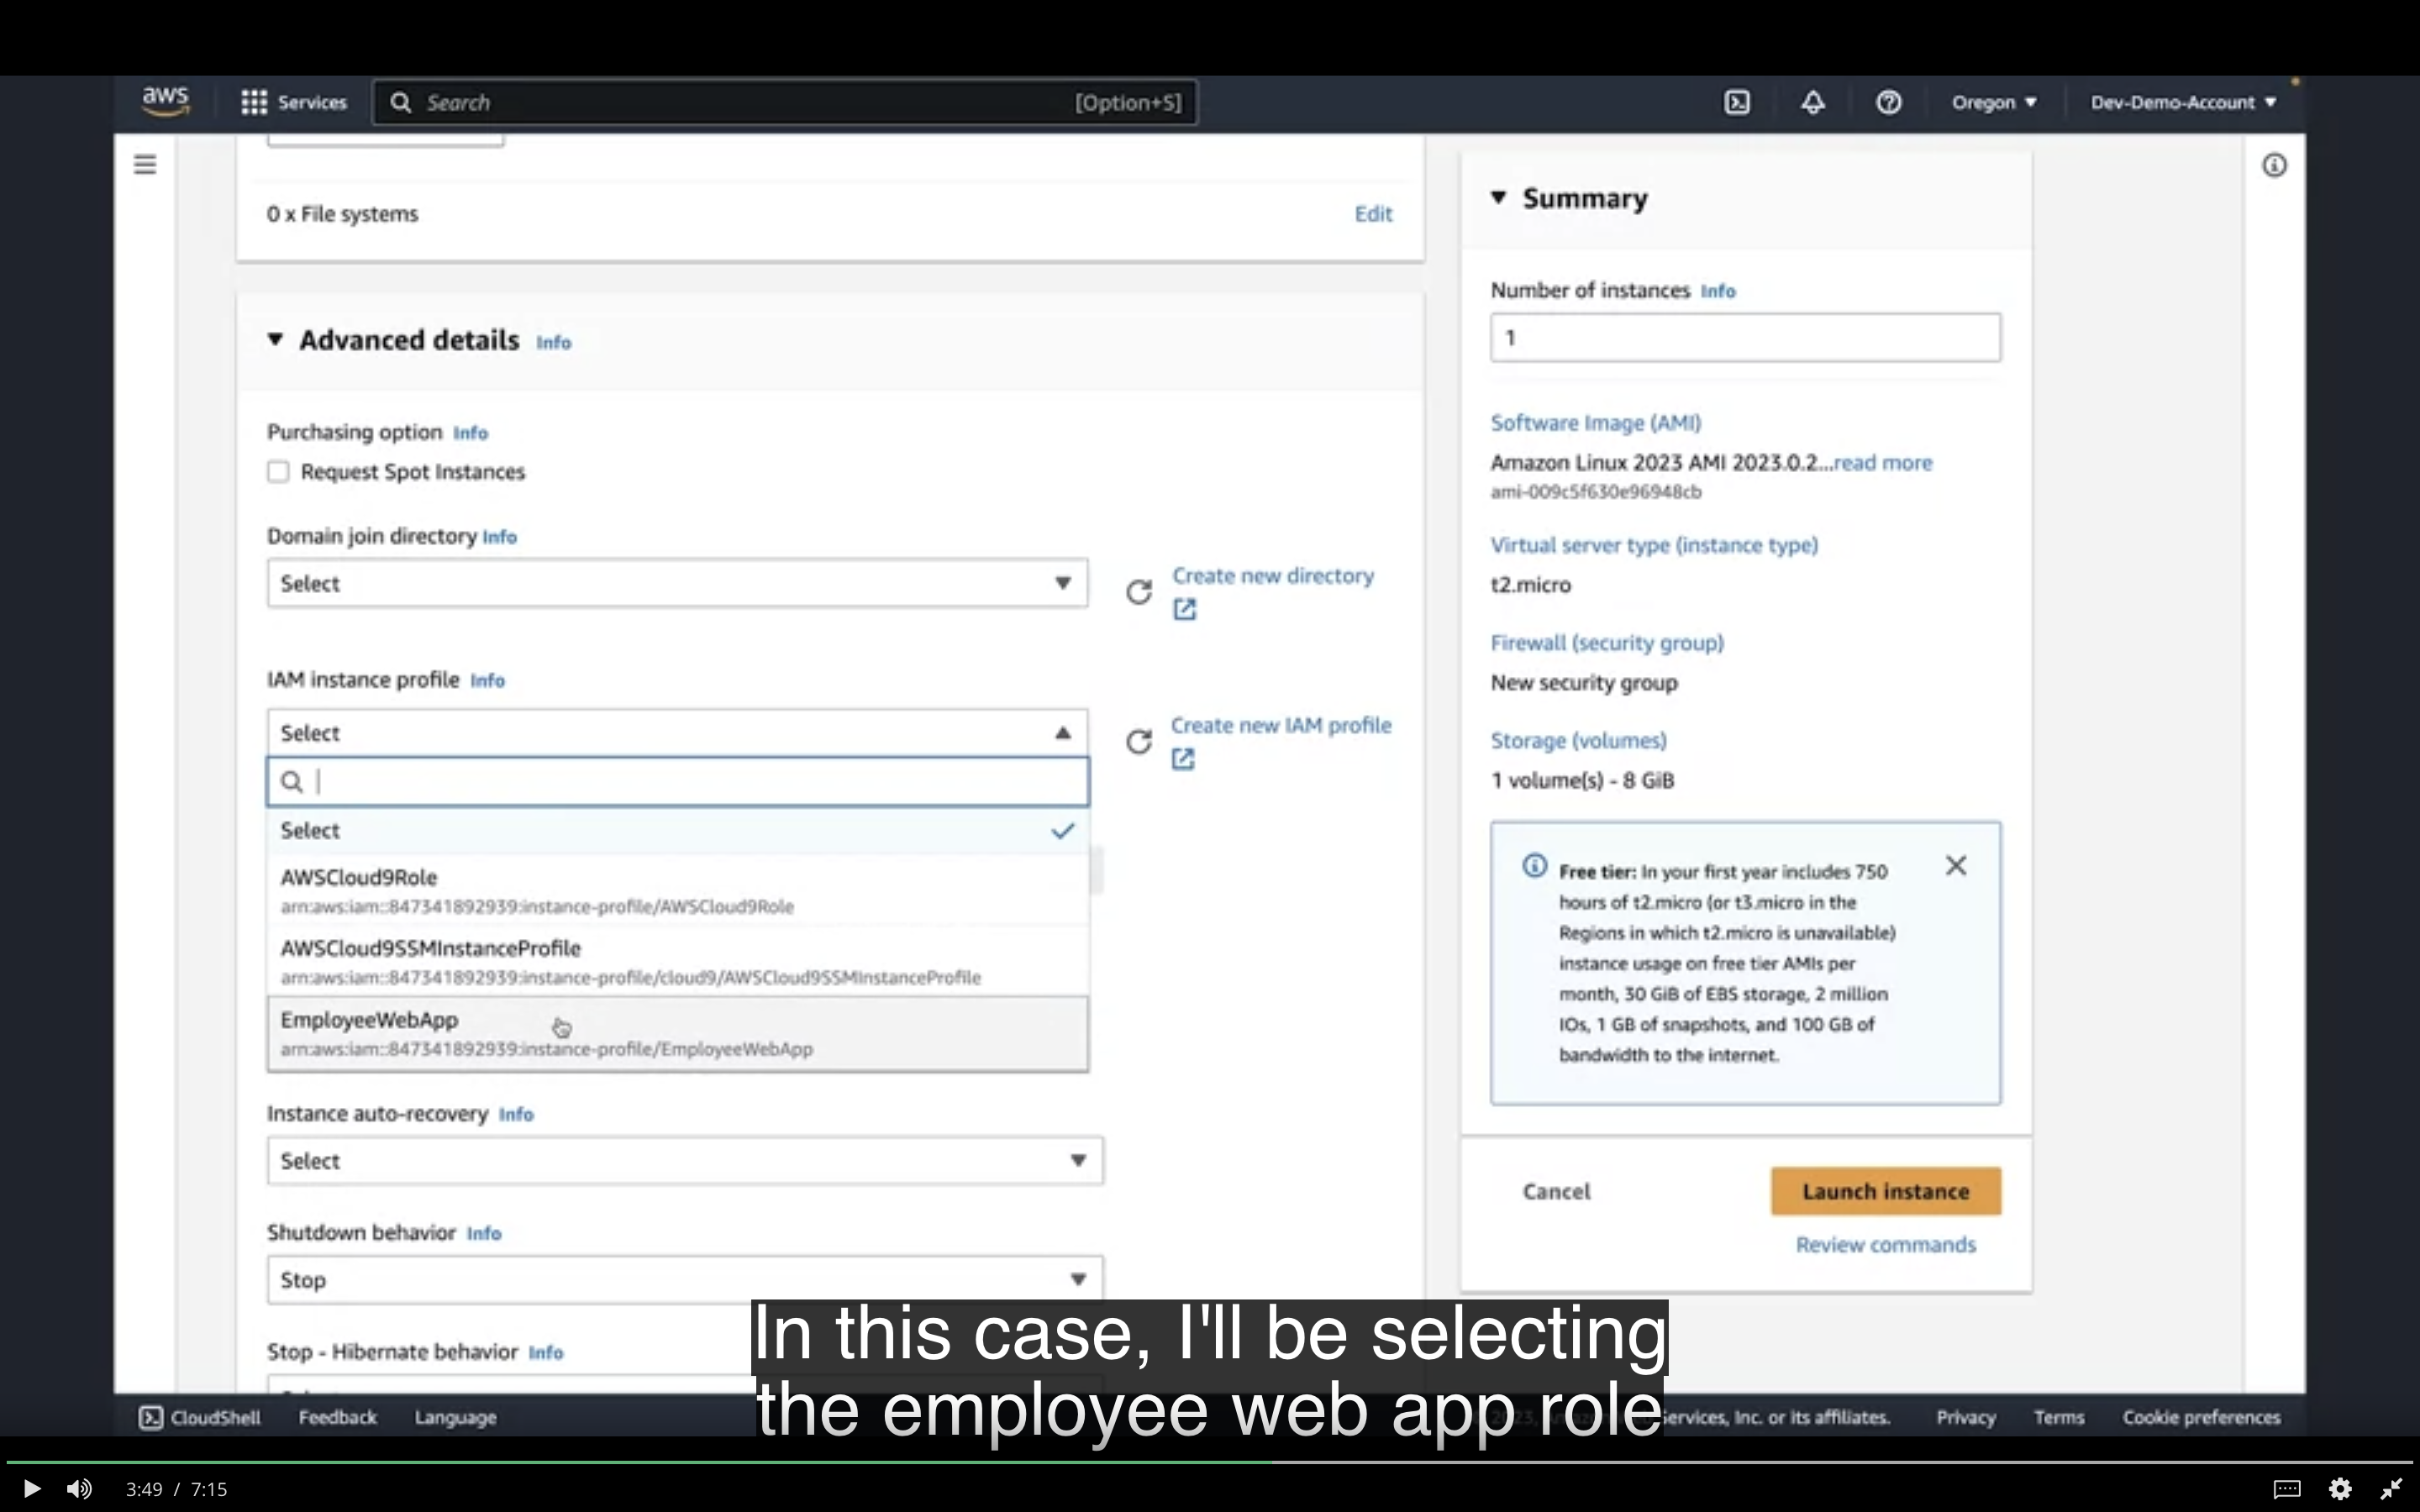 aws
Services
Search
[Option+S]
Oregon
Dev-Demo-Account
0 x File systems
Edit
Advanced details Info
Purchasing option Info
Request Spot Instances
Domain join directory Info
Select
Create new directory
IAM instance profile Info
Select
Create new IAM profile
Select
AWSCloud9Role
arn:aws:iam::847341892939:instance-profile/AWSCloud9Role
AWSCloud9SSMInstanceProfile
arn:aws:iam::847341892939:instance-profile/cloud9/AWSCloud9SSMInstanceProfile
EmployeeWebApp
arn:aws:iam::847341892939:instance-profile/EmployeeWebApp
Instance auto-recovery Info
Select
Shutdown behavior Info
Stop
Stop - Hibernate behavior Info
Summary
Number of instances Info
1
Software Image (AMI)
Amazon Linux 2023 AMI 2023.0.2...read more
ami-009c5f630e96948cb
Virtual server type (instance type)
t2.micro
Firewall (security group)
New security group
Storage (volumes)
1 volume(s) - 8 GiB
Free tier: In your first year includes 750
hours of t2.micro (or t3.micro in the
Regions in which t2.micro is unavailable)
instance usage on free tier AMIs per
month, 30 GiB of EBS storage, 2 million
IOs, 1 GB of snapshots, and 100 GB of
bandwidth to the internet.
Cancel
Launch instance
Review commands
In this case, I'll be selecting
the employee web app role
CloudShell
Feedback
Language
Services, Inc. or its affiliates.
Privacy
Terms
Cookie preferences
3:49 / 7:15